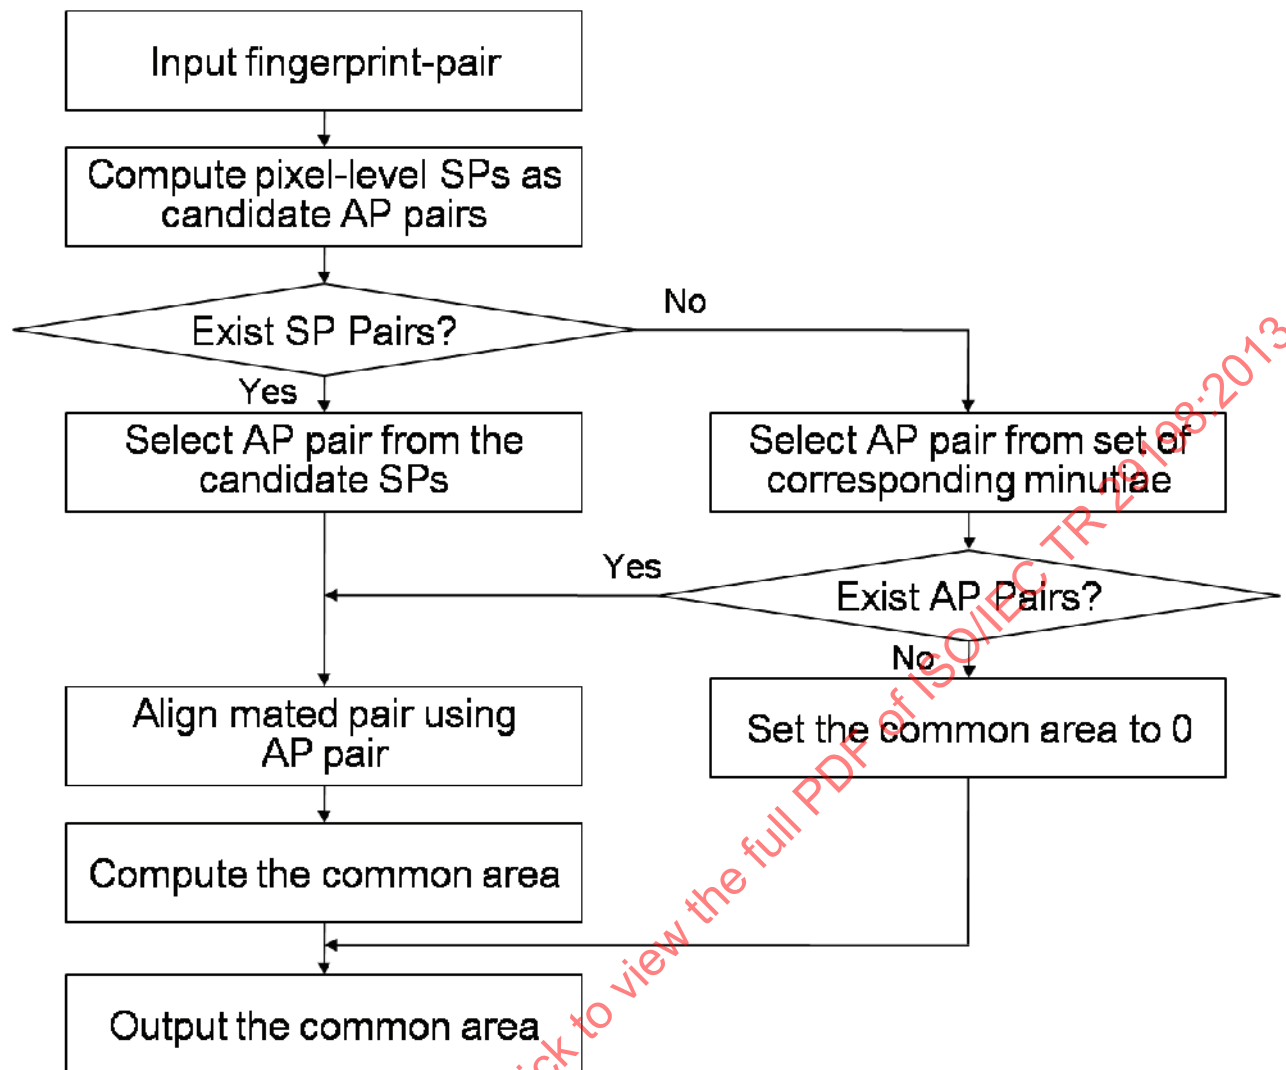 Input fingerprint-pair
Compute pixel-level SPs as
candidate AP pairs
Exist SP Pairs?
No
Yes
Select AP pair from the
candidate SPs
Select AP pair from set of
corresponding minutiae
Yes
Exist AP Pairs?
No
Align mated pair using
AP pair
Set the common area to 0
Compute the common area
Output the common area
to view the full PDF of ISO/IEC TR 29198:2013